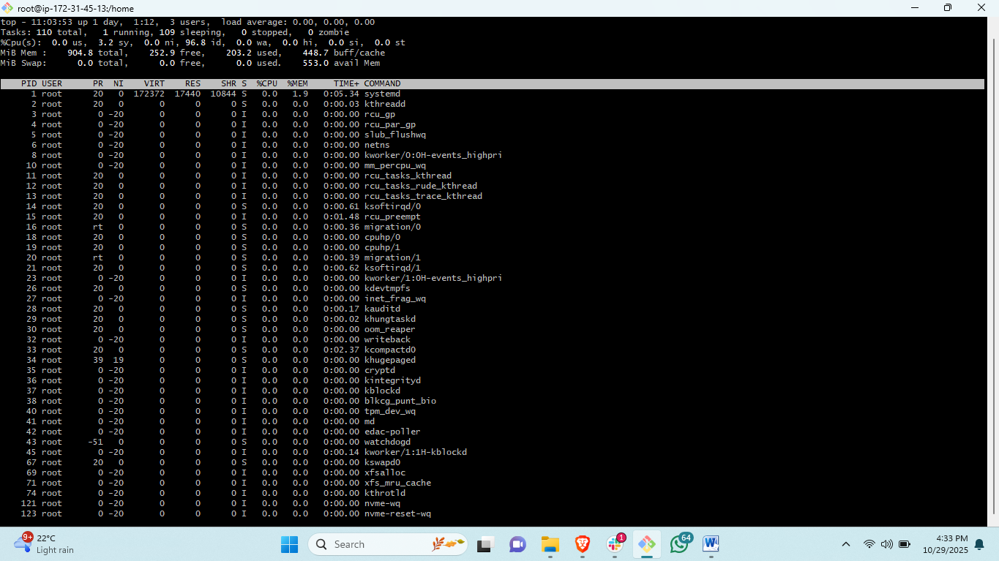 root@ip-172-31-45-13:/home
top - 11:03:53 up 1 day,  1:12,  3 users,  load average: 0.00, 0.00, 0.00
Tasks: 110 total,   1 running, 109 sleeping,   0 stopped,   0 zombie
%Cpu(s):  0.0 us,  3.2 sy,  0.0 ni, 96.8 id,  0.0 wa,  0.0 hi,  0.0 si,  0.0 st
MiB Mem :    904.8 total,    252.9 free,    203.2 used,    448.7 buff/cache
MiB Swap:      0.0 total,      0.0 free,      0.0 used.    553.0 avail Mem
PID USER      PR  NI    VIRT    RES    SHR S  %CPU  %MEM     TIME+ COMMAND
1 root      20   0  172372  17440  10844 S   0.0   1.9   0:05.34 systemd
2 root      20   0       0      0      0 S   0.0   0.0   0:00.03 kthreadd
3 root       0 -20       0      0      0 I   0.0   0.0   0:00.00 rcu_gp
4 root       0 -20       0      0      0 I   0.0   0.0   0:00.00 rcu_par_gp
5 root       0 -20       0      0      0 I   0.0   0.0   0:00.00 slub_flushwq
6 root       0 -20       0      0      0 I   0.0   0.0   0:00.00 netns
8 root       0 -20       0      0      0 I   0.0   0.0   0:00.00 kworker/0:0H-events_highpri
10 root       0 -20       0      0      0 I   0.0   0.0   0:00.00 mm_percpu_wq
11 root      20   0       0      0      0 I   0.0   0.0   0:00.00 rcu_tasks_kthread
12 root      20   0       0      0      0 I   0.0   0.0   0:00.00 rcu_tasks_rude_kthread
13 root      20   0       0      0      0 I   0.0   0.0   0:00.00 rcu_tasks_trace_kthread
14 root      20   0       0      0      0 S   0.0   0.0   0:00.61 ksoftirqd/0
15 root      20   0       0      0      0 I   0.0   0.0   0:01.48 rcu_preempt
16 root      rt   0       0      0      0 S   0.0   0.0   0:00.36 migration/0
18 root      20   0       0      0      0 S   0.0   0.0   0:00.00 cpuhp/0
19 root      20   0       0      0      0 S   0.0   0.0   0:00.00 cpuhp/1
20 root      rt   0       0      0      0 S   0.0   0.0   0:00.39 migration/1
21 root      20   0       0      0      0 S   0.0   0.0   0:00.62 ksoftirqd/1
23 root       0 -20       0      0      0 I   0.0   0.0   0:00.00 kworker/1:0H-events_highpri
26 root      20   0       0      0      0 S   0.0   0.0   0:00.00 kdevtmpfs
27 root       0 -20       0      0      0 I   0.0   0.0   0:00.00 inet_frag_wq
28 root      20   0       0      0      0 S   0.0   0.0   0:00.17 kauditd
29 root      20   0       0      0      0 S   0.0   0.0   0:00.02 khungtaskd
30 root      20   0       0      0      0 S   0.0   0.0   0:00.00 oom_reaper
32 root       0 -20       0      0      0 I   0.0   0.0   0:00.00 writeback
33 root      20   0       0      0      0 S   0.0   0.0   0:02.37 kcompactd0
34 root      39  19       0      0      0 S   0.0   0.0   0:00.00 khugepaged
35 root       0 -20       0      0      0 I   0.0   0.0   0:00.00 cryptd
36 root       0 -20       0      0      0 I   0.0   0.0   0:00.00 kintegrityd
37 root       0 -20       0      0      0 I   0.0   0.0   0:00.00 kblockd
38 root       0 -20       0      0      0 I   0.0   0.0   0:00.00 blkcg_punt_bio
40 root       0 -20       0      0      0 I   0.0   0.0   0:00.00 tpm_dev_wq
41 root       0 -20       0      0      0 I   0.0   0.0   0:00.00 md
42 root       0 -20       0      0      0 I   0.0   0.0   0:00.00 edac-poller
43 root     -51   0       0      0      0 S   0.0   0.0   0:00.00 watchdogd
45 root       0 -20       0      0      0 I   0.0   0.0   0:00.14 kworker/1:1H-kblockd
67 root      20   0       0      0      0 S   0.0   0.0   0:00.00 kswapd0
69 root       0 -20       0      0      0 I   0.0   0.0   0:00.00 xfsalloc
71 root       0 -20       0      0      0 I   0.0   0.0   0:00.00 xfs_mru_cache
74 root       0 -20       0      0      0 I   0.0   0.0   0:00.00 kthrotld
121 root       0 -20       0      0      0 I   0.0   0.0   0:00.00 nvme-wq
123 root       0 -20       0      0      0 I   0.0   0.0   0:00.00 nvme-reset-wq
9+
22°C
Light rain
Search
1
64
W
4:33 PM
10/29/2025